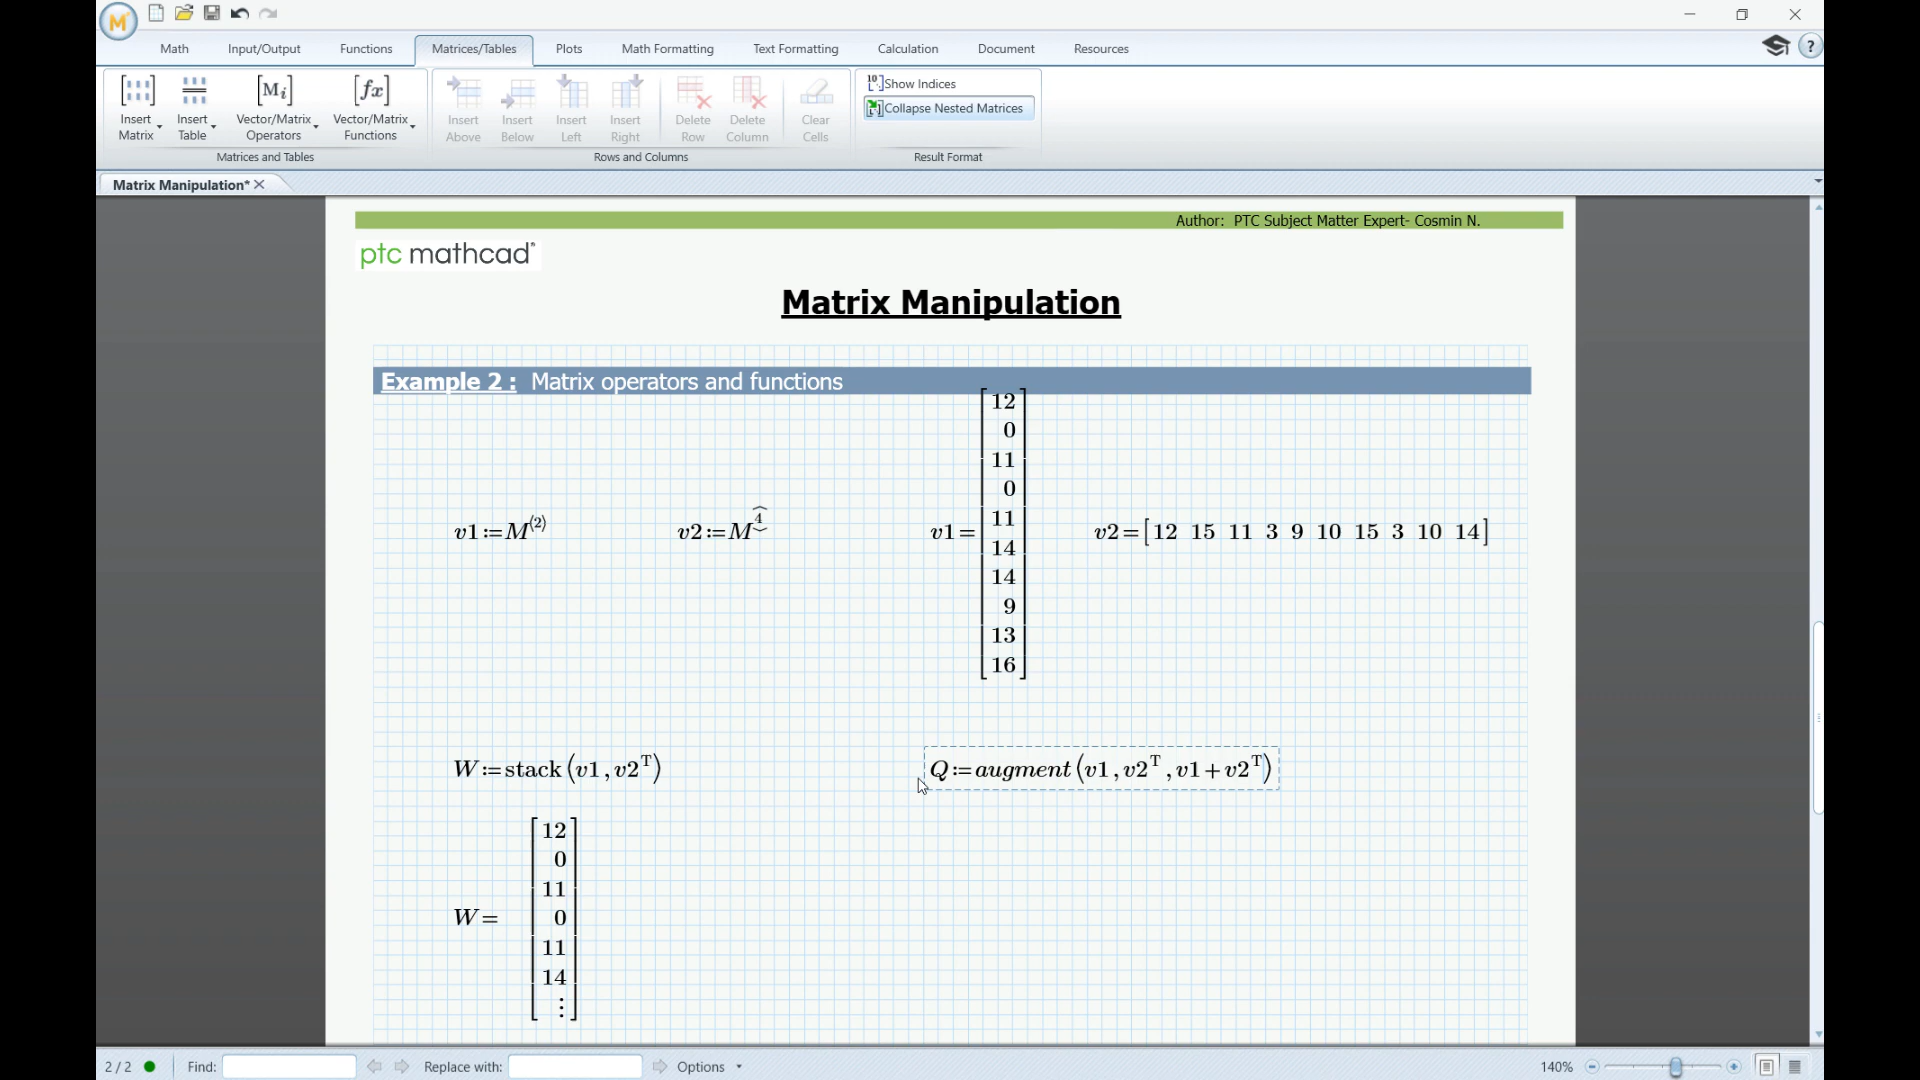 Math Input/Output Functions Matrices/Tables Plots Math Formatting Text Formatting Calculation Document Resources
Insert Matrix Insert Table Vector/Matrix Operators Vector/Matrix Functions
Matrices and Tables
Insert Above Insert Below Insert Left Insert Right Delete Row Delete Column Clear Cells
Rows and Columns
Show Indices
Collapse Nested Matrices
Result Format
Matrix Manipulation*
Author: PTC Subject Matter Expert- Cosmin N.
ptc mathcad®
Matrix Manipulation
Example 2 : Matrix operators and functions
v1:=M^⟨2⟩
v2:=M^4
v1=
12
0
11
0
11
14
14
9
13
16
v2=[12 15 11 3 9 10 15 3 10 14]
W:=stack(v1,v2ᵀ)
Q:=augment(v1,v2ᵀ,v1+v2ᵀ)
W=
12
0
11
0
11
14
⋮
2 / 2 Find: Replace with: Options 140%